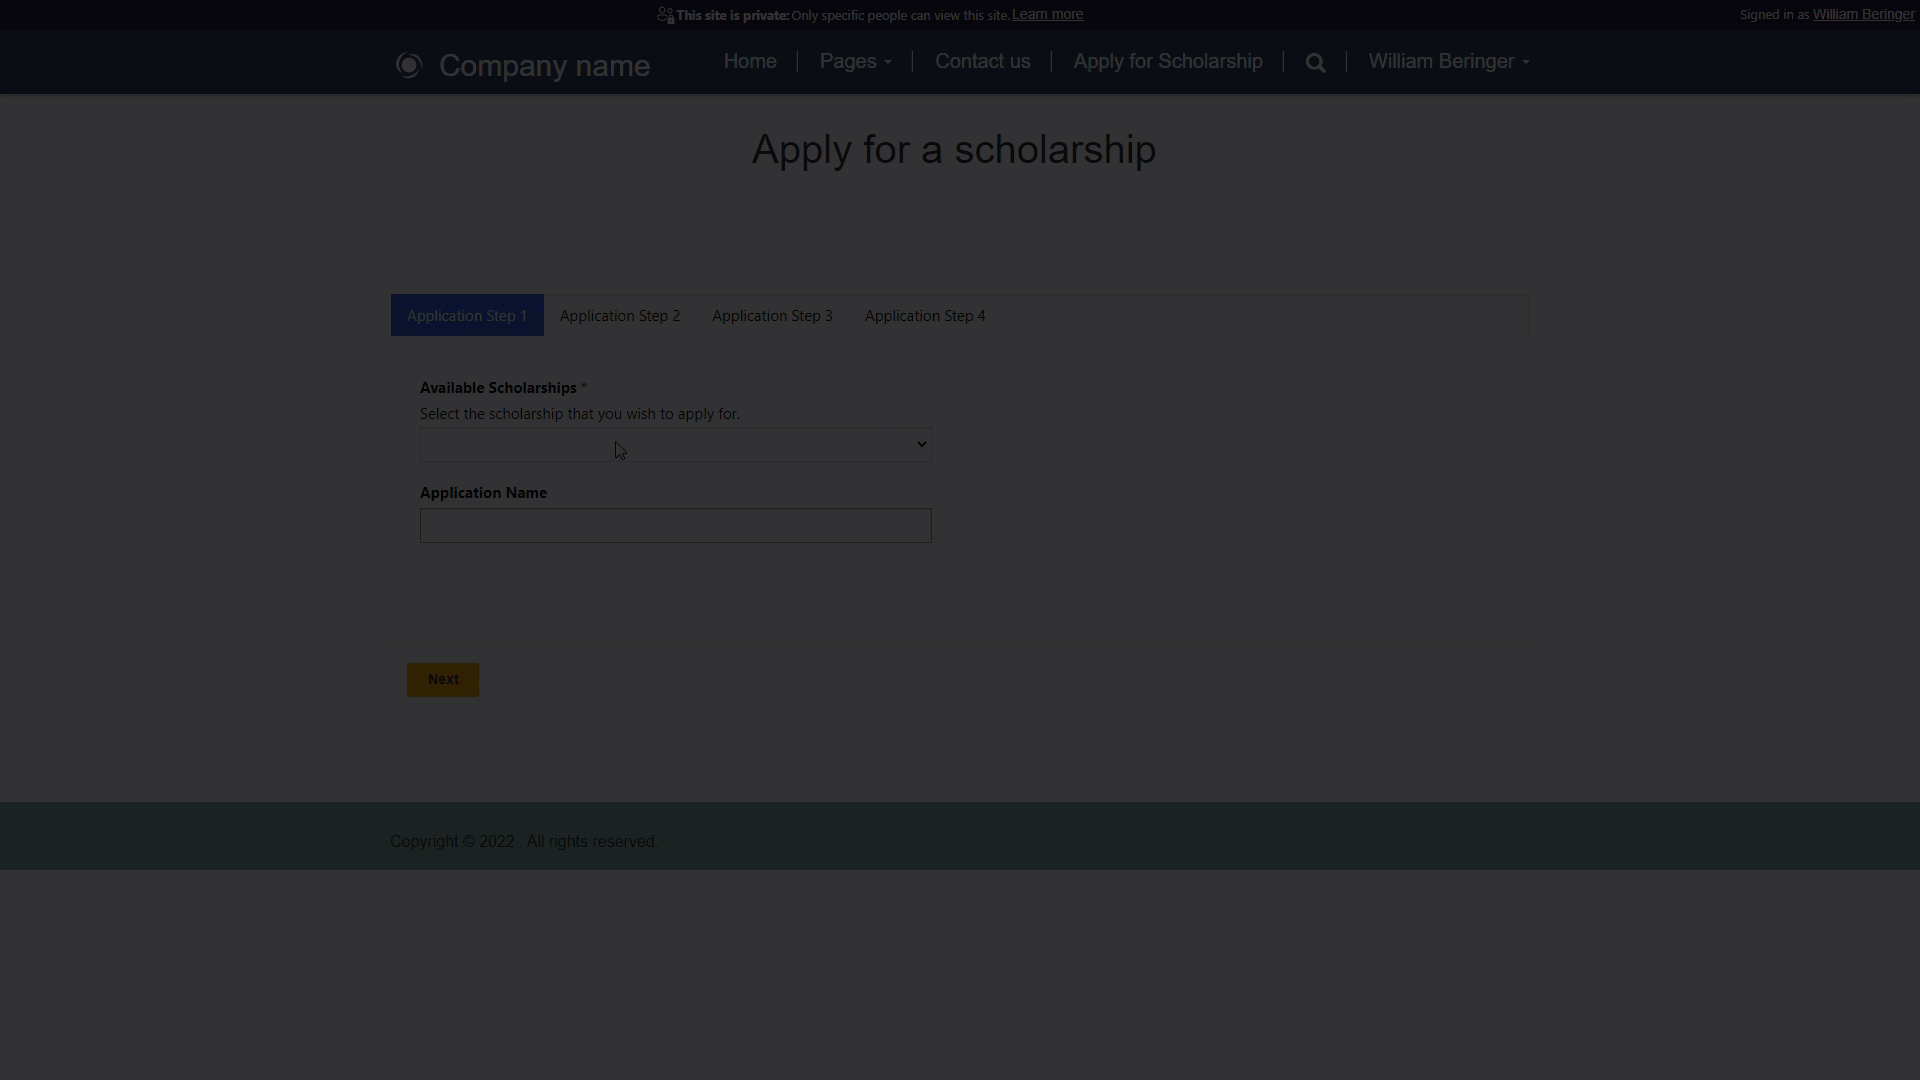 This site is private: Only specific people can view this site. Learn more
Signed in as William Beringer
Company name
Home
Pages
Contact us
Apply for Scholarship
William Beringer
Apply for a scholarship
Application Step 1
Application Step 2
Application Step 3
Application Step 4
Available Scholarships *
Select the scholarship that you wish to apply for.
Application Name
Next
Copyright © 2022 . All rights reserved.